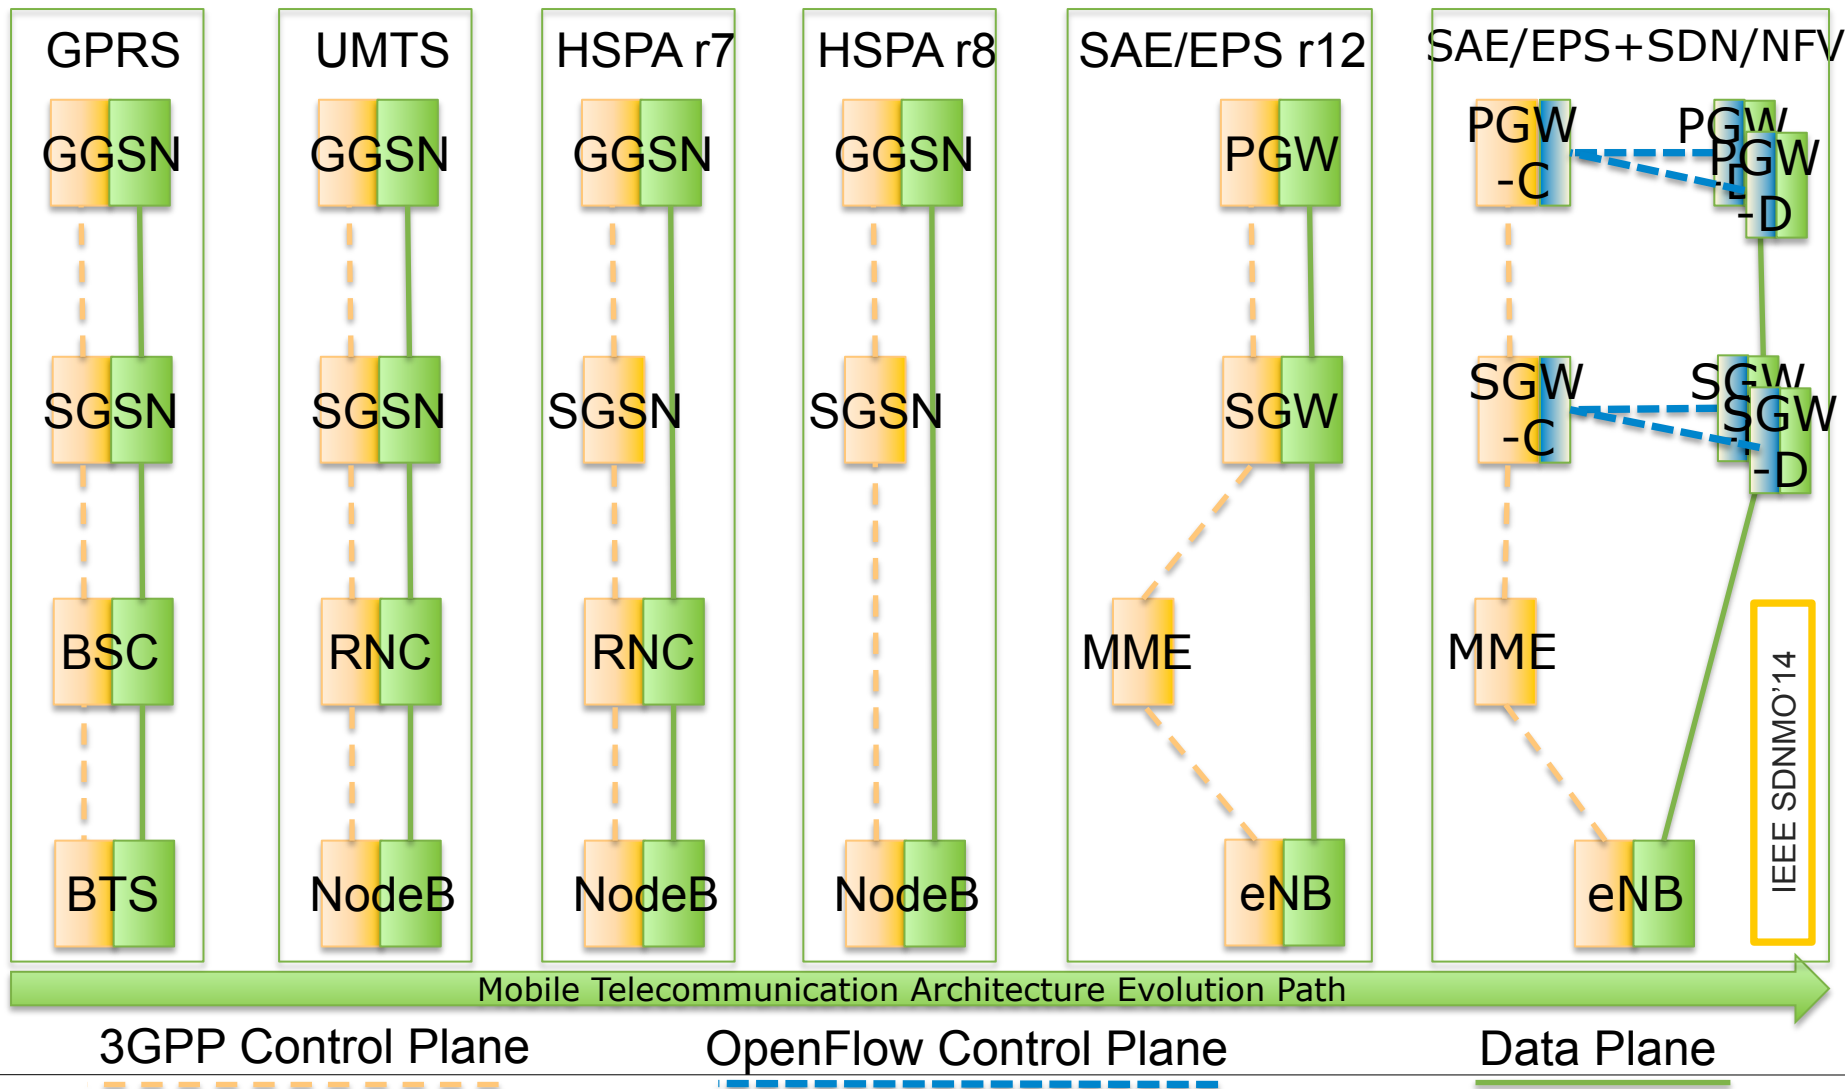 GPRS
UMTS
HSPA r7
HSPA r8
SAE/EPS r12
SAE/EPS+SDN/NFV
GGSN
GGSN
GGSN
GGSN
PGW
PGW
-C
PGW
PGW
-D
SGSN
SGSN
SGSN
SGSN
SGW
SGW
-C
SGW
SGW
-D
BSC
RNC
RNC
MME
MME
BTS
NodeB
NodeB
NodeB
eNB
eNB
IEEE SDNMO'14
Mobile Telecommunication Architecture Evolution Path
3GPP Control Plane
OpenFlow Control Plane
Data Plane